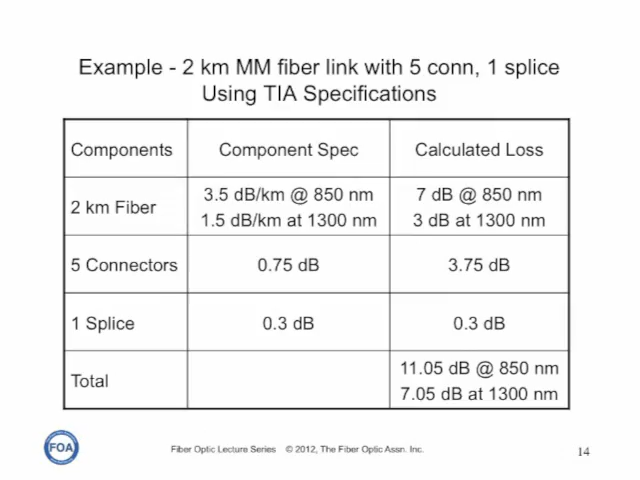 Example - 2 km MM fiber link with 5 conn, 1 splice
Using TIA Specifications
Components Component Spec Calculated Loss
2 km Fiber 3.5 dB/km @ 850 nm 7 dB @ 850 nm
1.5 dB/km at 1300 nm 3 dB at 1300 nm
5 Connectors 0.75 dB 3.75 dB
1 Splice 0.3 dB 0.3 dB
Total 11.05 dB @ 850 nm
7.05 dB at 1300 nm
FOA Fiber Optic Lecture Series © 2012, The Fiber Optic Assn. Inc. 14